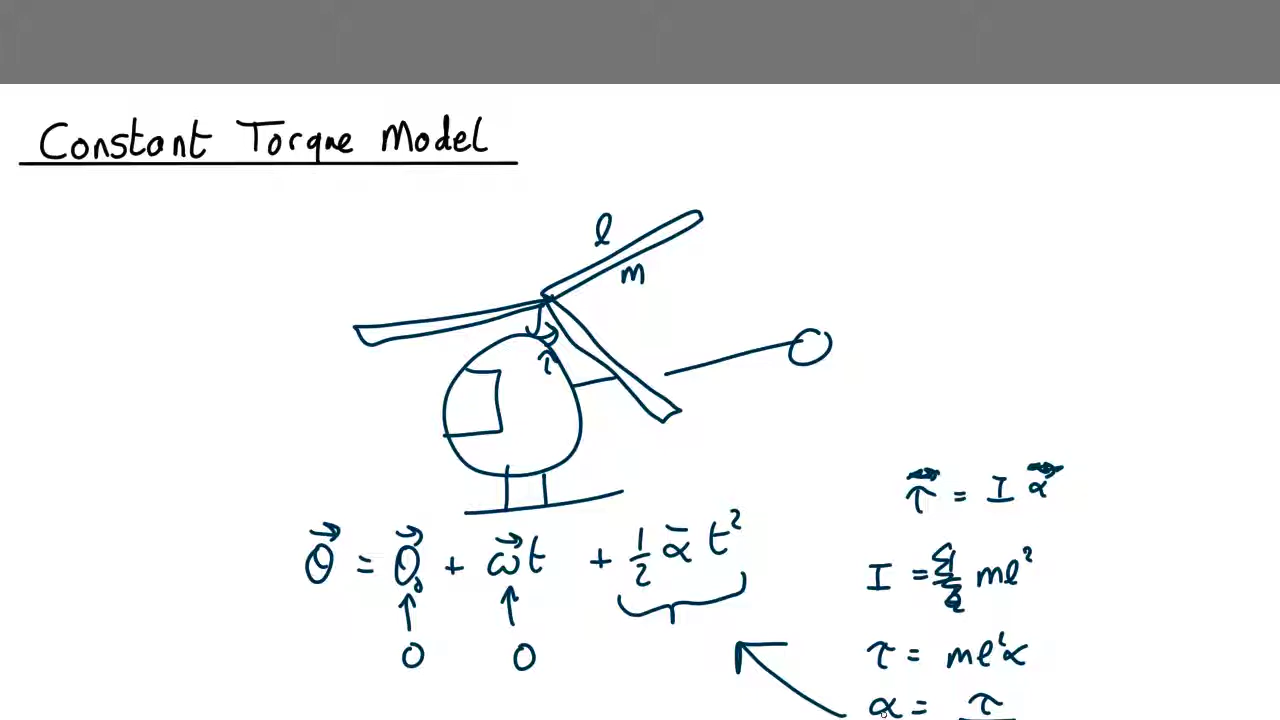 Constant Torque Model
l
m
τ
τ = I α
θ = θ₀ + ωt + 1/2 α t²
I = ml²
0
0
τ = ml²α
α = τ